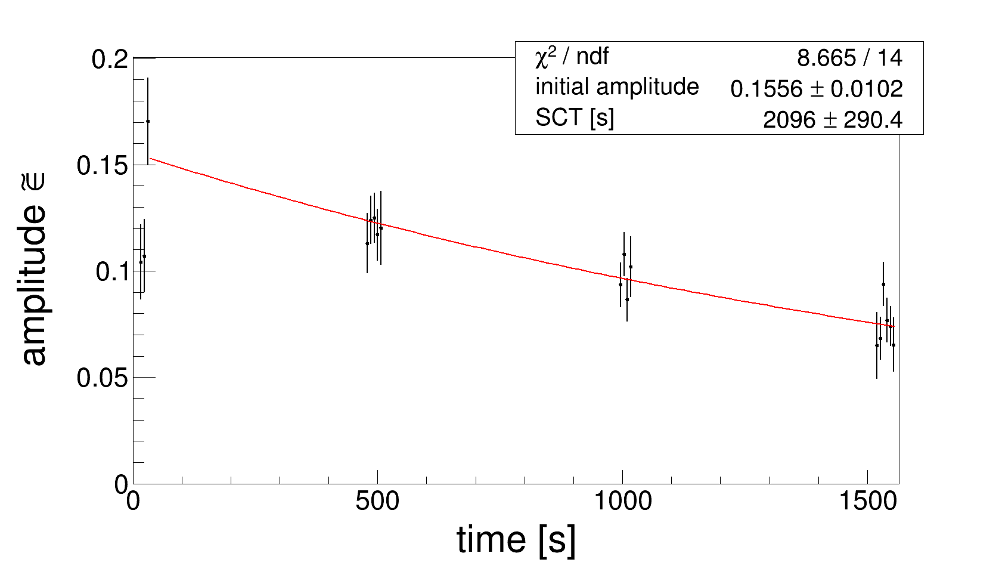 χ² / ndf 8.665 / 14
initial amplitude 0.1556 ± 0.0102
SCT [s] 2096 ± 290.4
0.2
0.15
0.1
0.05
0
amplitude ϵ̃
0 500 1000 1500
time [s]